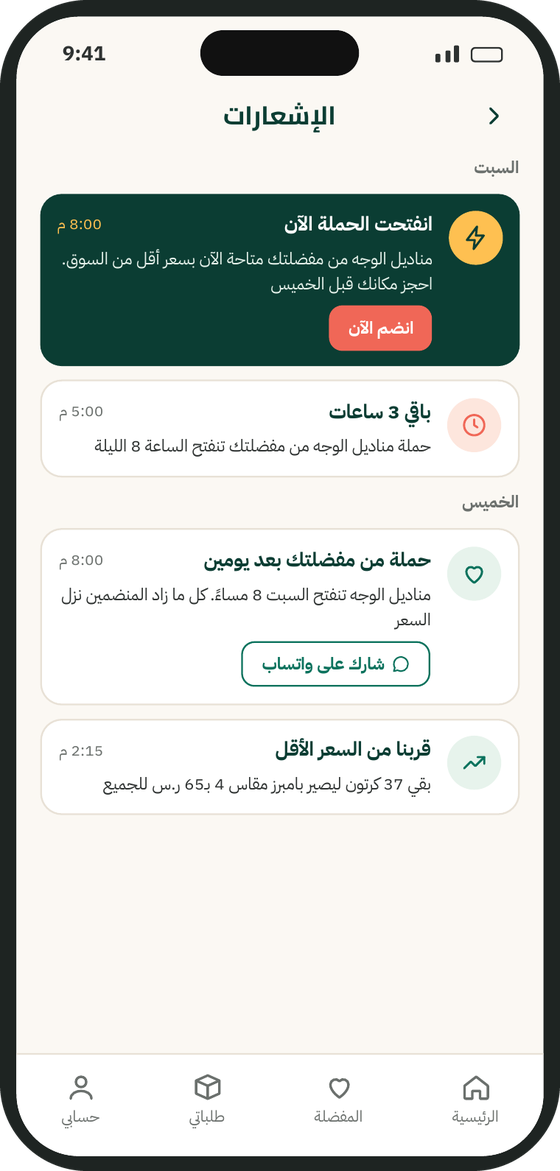 9:41
الإشعارات
السبت
انفتحت الحملة الآن
8:00 م
مناديل الوجه من مفضلتك متاحة الآن بسعر أقل من السوق.
احجز مكانك قبل الخميس
انضم الآن
باقي 3 ساعات
5:00 م
حملة مناديل الوجه من مفضلتك تنفتح الساعة 8 الليلة
الخميس
حملة من مفضلتك بعد يومين
8:00 م
مناديل الوجه تنفتح السبت 8 مساءً. كل ما زاد المنضمين نزل
السعر
شارك على واتساب
قربنا من السعر الأقل
2:15 م
بقي 37 كرتون ليصير بامبرز مقاس 4 بـ65 ر.س للجميع
الرئيسية
المفضلة
طلباتي
حسابي